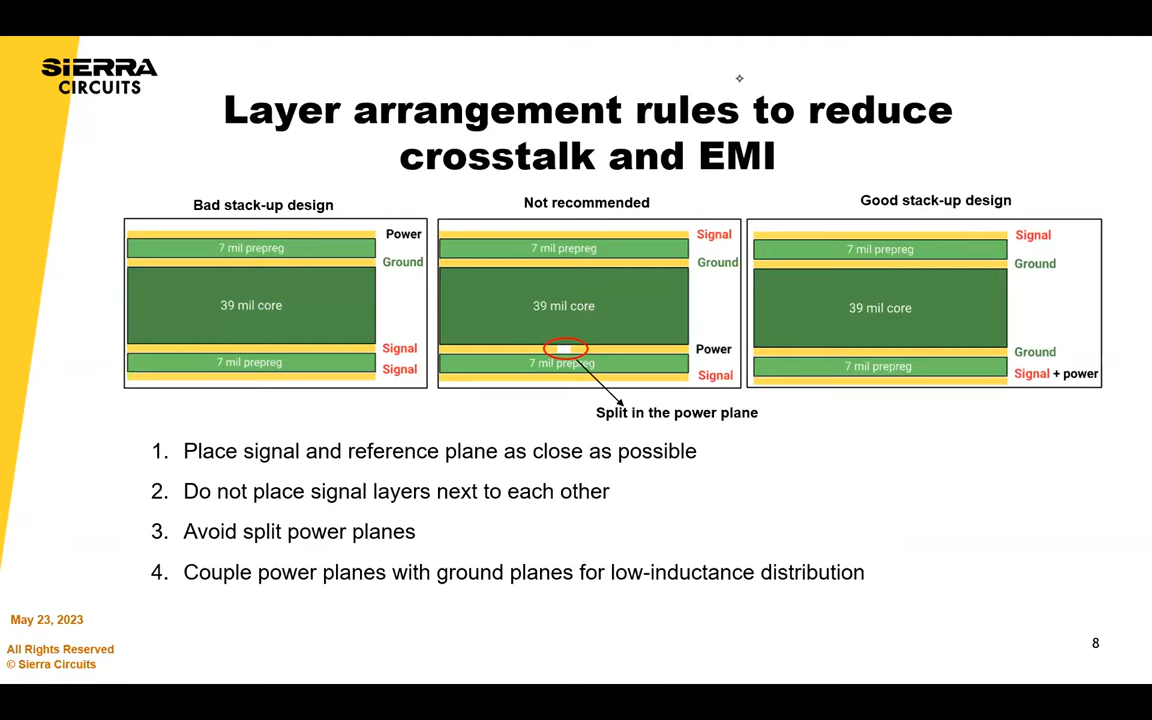 SIERRA
CIRCUITS
Layer arrangement rules to reduce
crosstalk and EMI
Bad stack-up design
Power
7 mil prepreg
Ground
39 mil core
Signal
7 mil prepreg
Signal
Not recommended
Signal
7 mil prepreg
Ground
39 mil core
Power
7 mil prepreg
Signal
Split in the power plane
Good stack-up design
Signal
7 mil prepreg
Ground
39 mil core
Ground
7 mil prepreg
Signal + power
1. Place signal and reference plane as close as possible
2. Do not place signal layers next to each other
3. Avoid split power planes
4. Couple power planes with ground planes for low-inductance distribution
May 23, 2023
All Rights Reserved
© Sierra Circuits
8